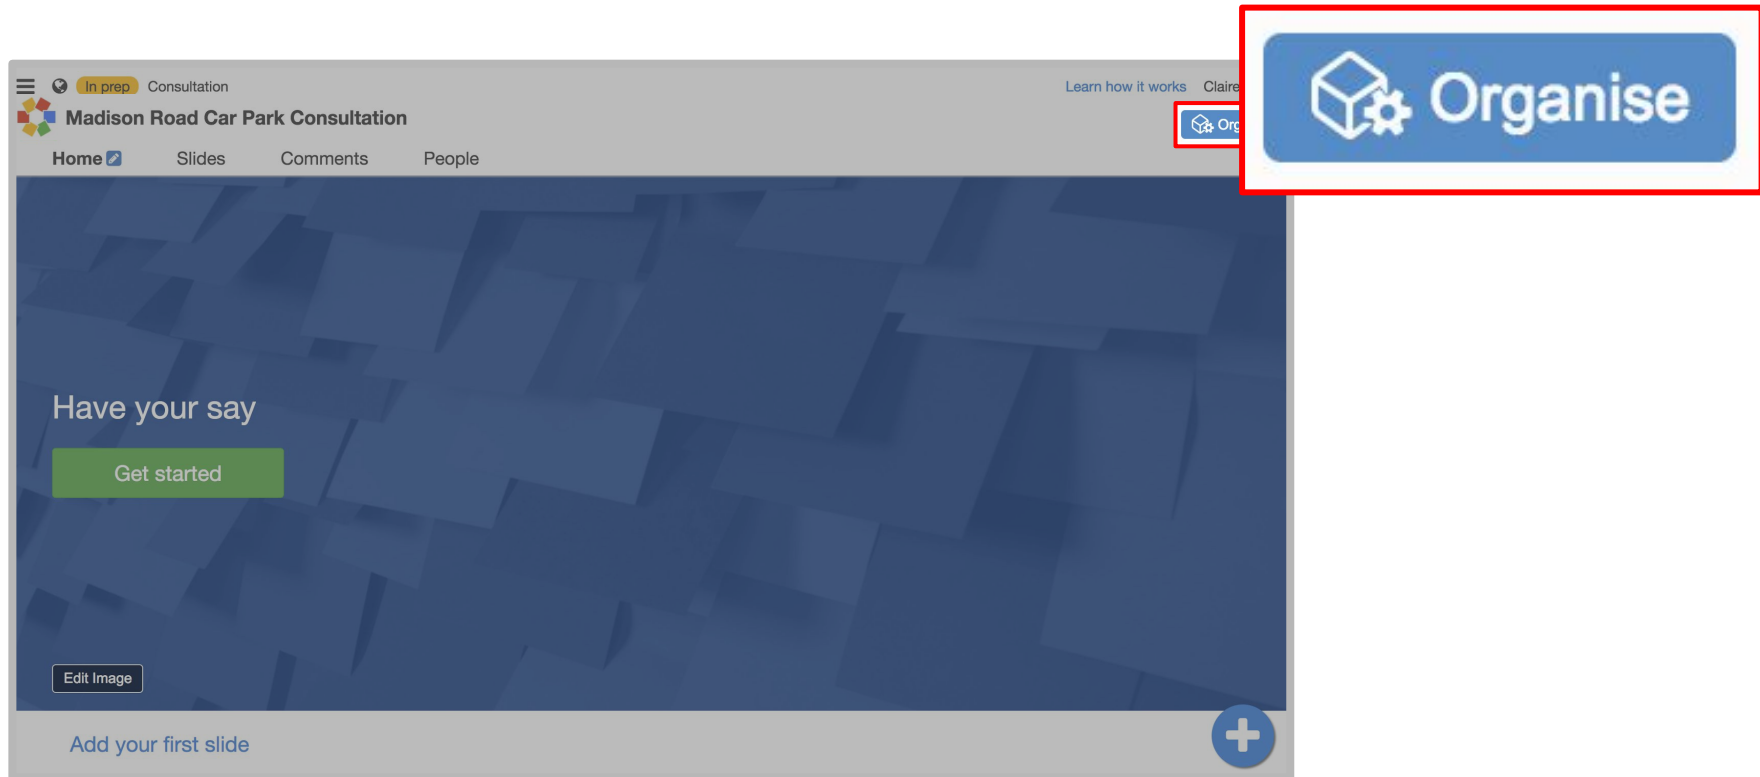 In prep Consultation
Learn how it works Claire
Madison Road Car Park Consultation
Organise
Home Slides Comments People
Have your say
Get started
Edit Image
Add your first slide